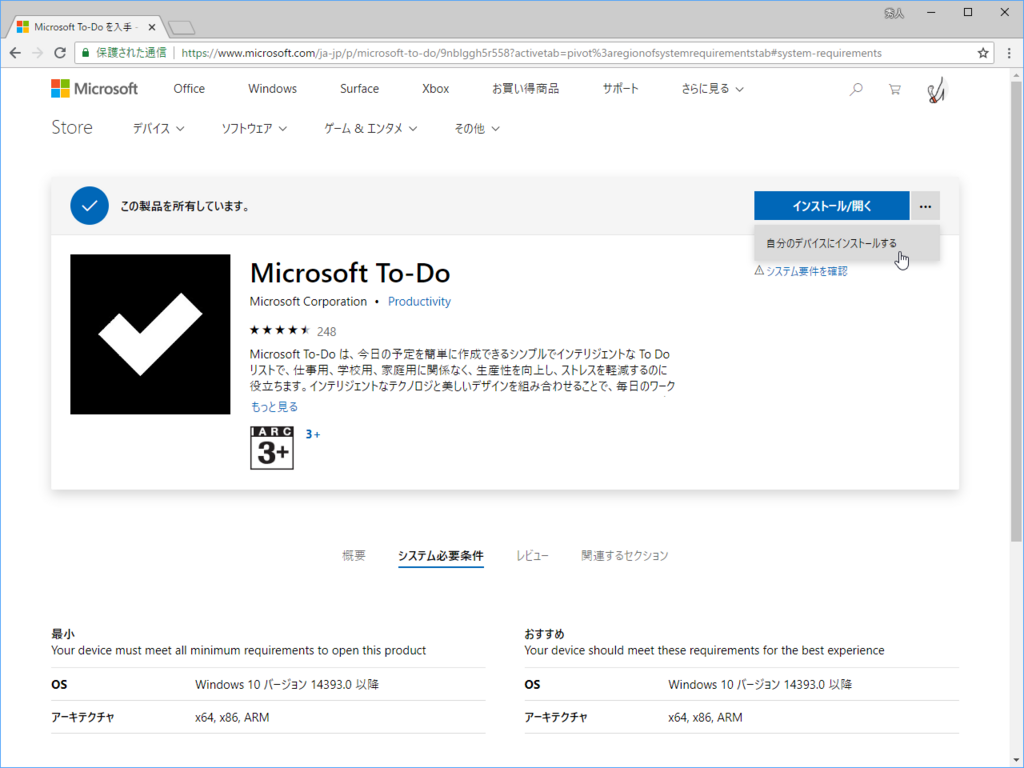 秀人
Microsoft To-Do を入手 -
保護された通信 https://www.microsoft.com/ja-jp/p/microsoft-to-do/9nblggh5r558?activetab=pivot%3aregionofsystemrequirementstab#system-requirements
Microsoft Office Windows Surface Xbox お買い得商品 サポート さらに見る
Store デバイス ソフトウェア ゲーム & エンタメ その他
この製品を所有しています。 インストール/開く ...
自分のデバイスにインストールする
システム要件を確認
Microsoft To-Do
Microsoft Corporation • Productivity
248
Microsoft To-Do は、今日の予定を簡単に作成できるシンプルでインテリジェントな To Do
リストで、仕事用、学校用、家庭用に関係なく、生産性を向上し、ストレスを軽減するのに
役立ちます。インテリジェントなテクノロジと美しいデザインを組み合わせることで、毎日のワーク
もっと見る
IARC
3+
3+
概要 システム必要条件 レビュー 関連するセクション
最小
Your device must meet all minimum requirements to open this product
OS Windows 10 バージョン 14393.0 以降
アーキテクチャ x64, x86, ARM
おすすめ
Your device should meet these requirements for the best experience
OS Windows 10 バージョン 14393.0 以降
アーキテクチャ x64, x86, ARM